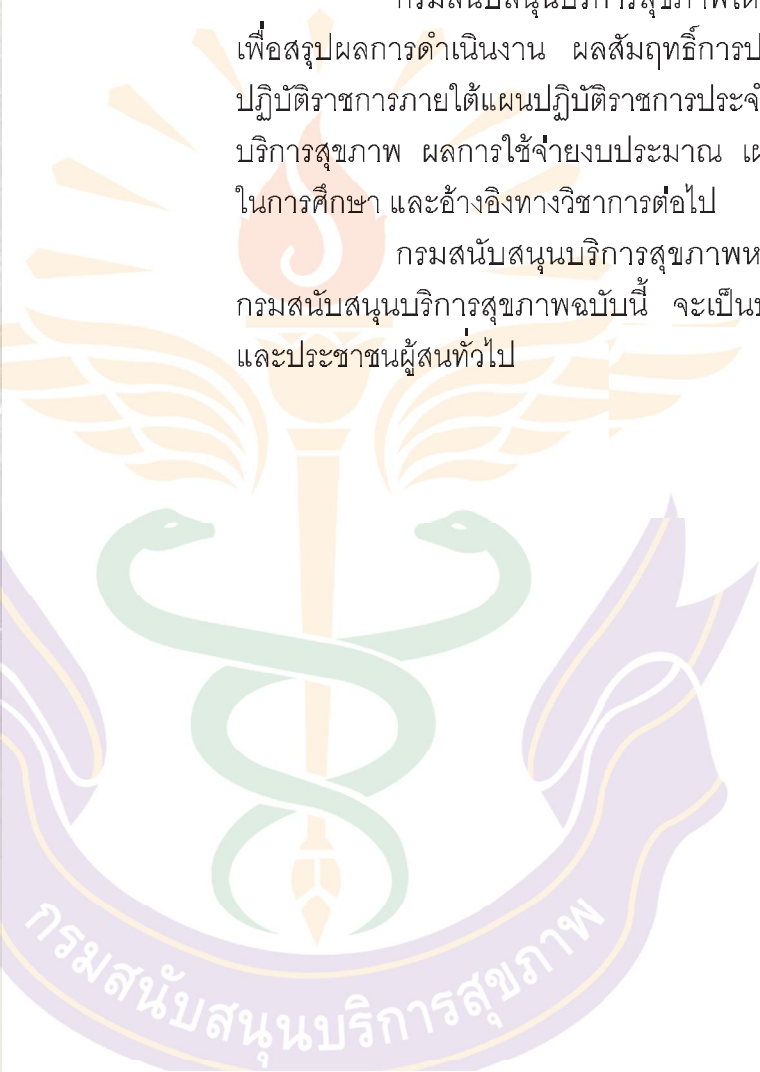 กรมสนับสนุนบริการสุขภาพได้
เพื่อสรุปผลการดำเนินงาน ผลสัมฤทธิ์การป
ปฏิบัติราชการภายใต้แผนปฏิบัติราชการประจำ
บริการสุขภาพ ผลการใช้จ่ายงบประมาณ เผ
ในการศึกษา และอ้างอิงทางวิชาการต่อไป
กรมสนับสนุนบริการสุขภาพห
กรมสนับสนุนบริการสุขภาพฉบับนี้ จะเป็นป
และประชาชนผู้สนทั่วไป
กรมสนับสนุนบริการสุขภาพ